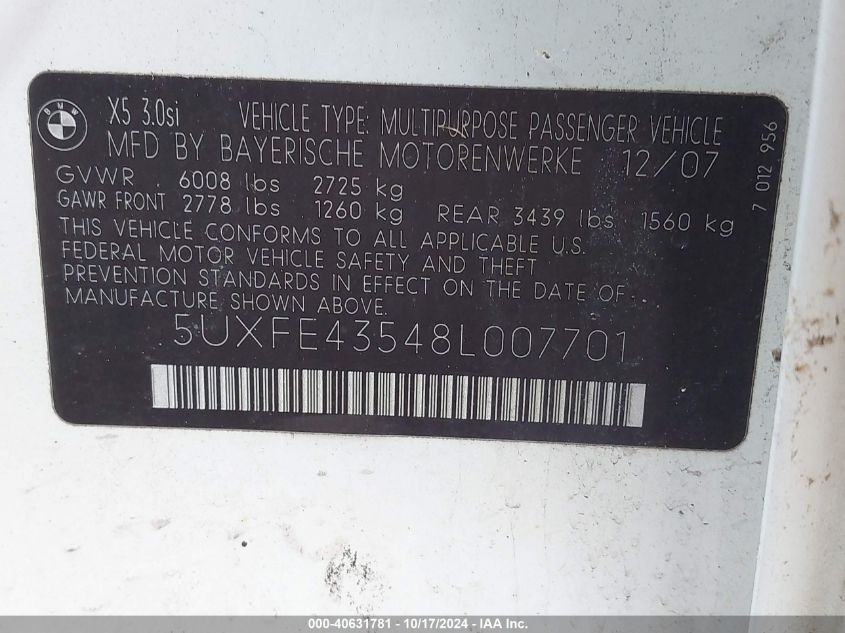 BMW
X5 3.0si VEHICLE TYPE: MULTIPURPOSE PASSENGER VEHICLE
MFD BY BAYERISCHE MOTORENWERKE 12/07
GVWR 6008 lbs 2725 kg
GAWR FRONT 2778 lbs 1260 kg REAR 3439 lbs 1560 kg
THIS VEHICLE CONFORMS TO ALL APPLICABLE U.S.
FEDERAL MOTOR VEHICLE SAFETY AND THEFT
PREVENTION STANDARDS IN EFFECT ON THE DATE OF
MANUFACTURE SHOWN ABOVE.
5UXFE43548L007701
7 012 956
000-40631781 - 10/17/2024 - IAA Inc.